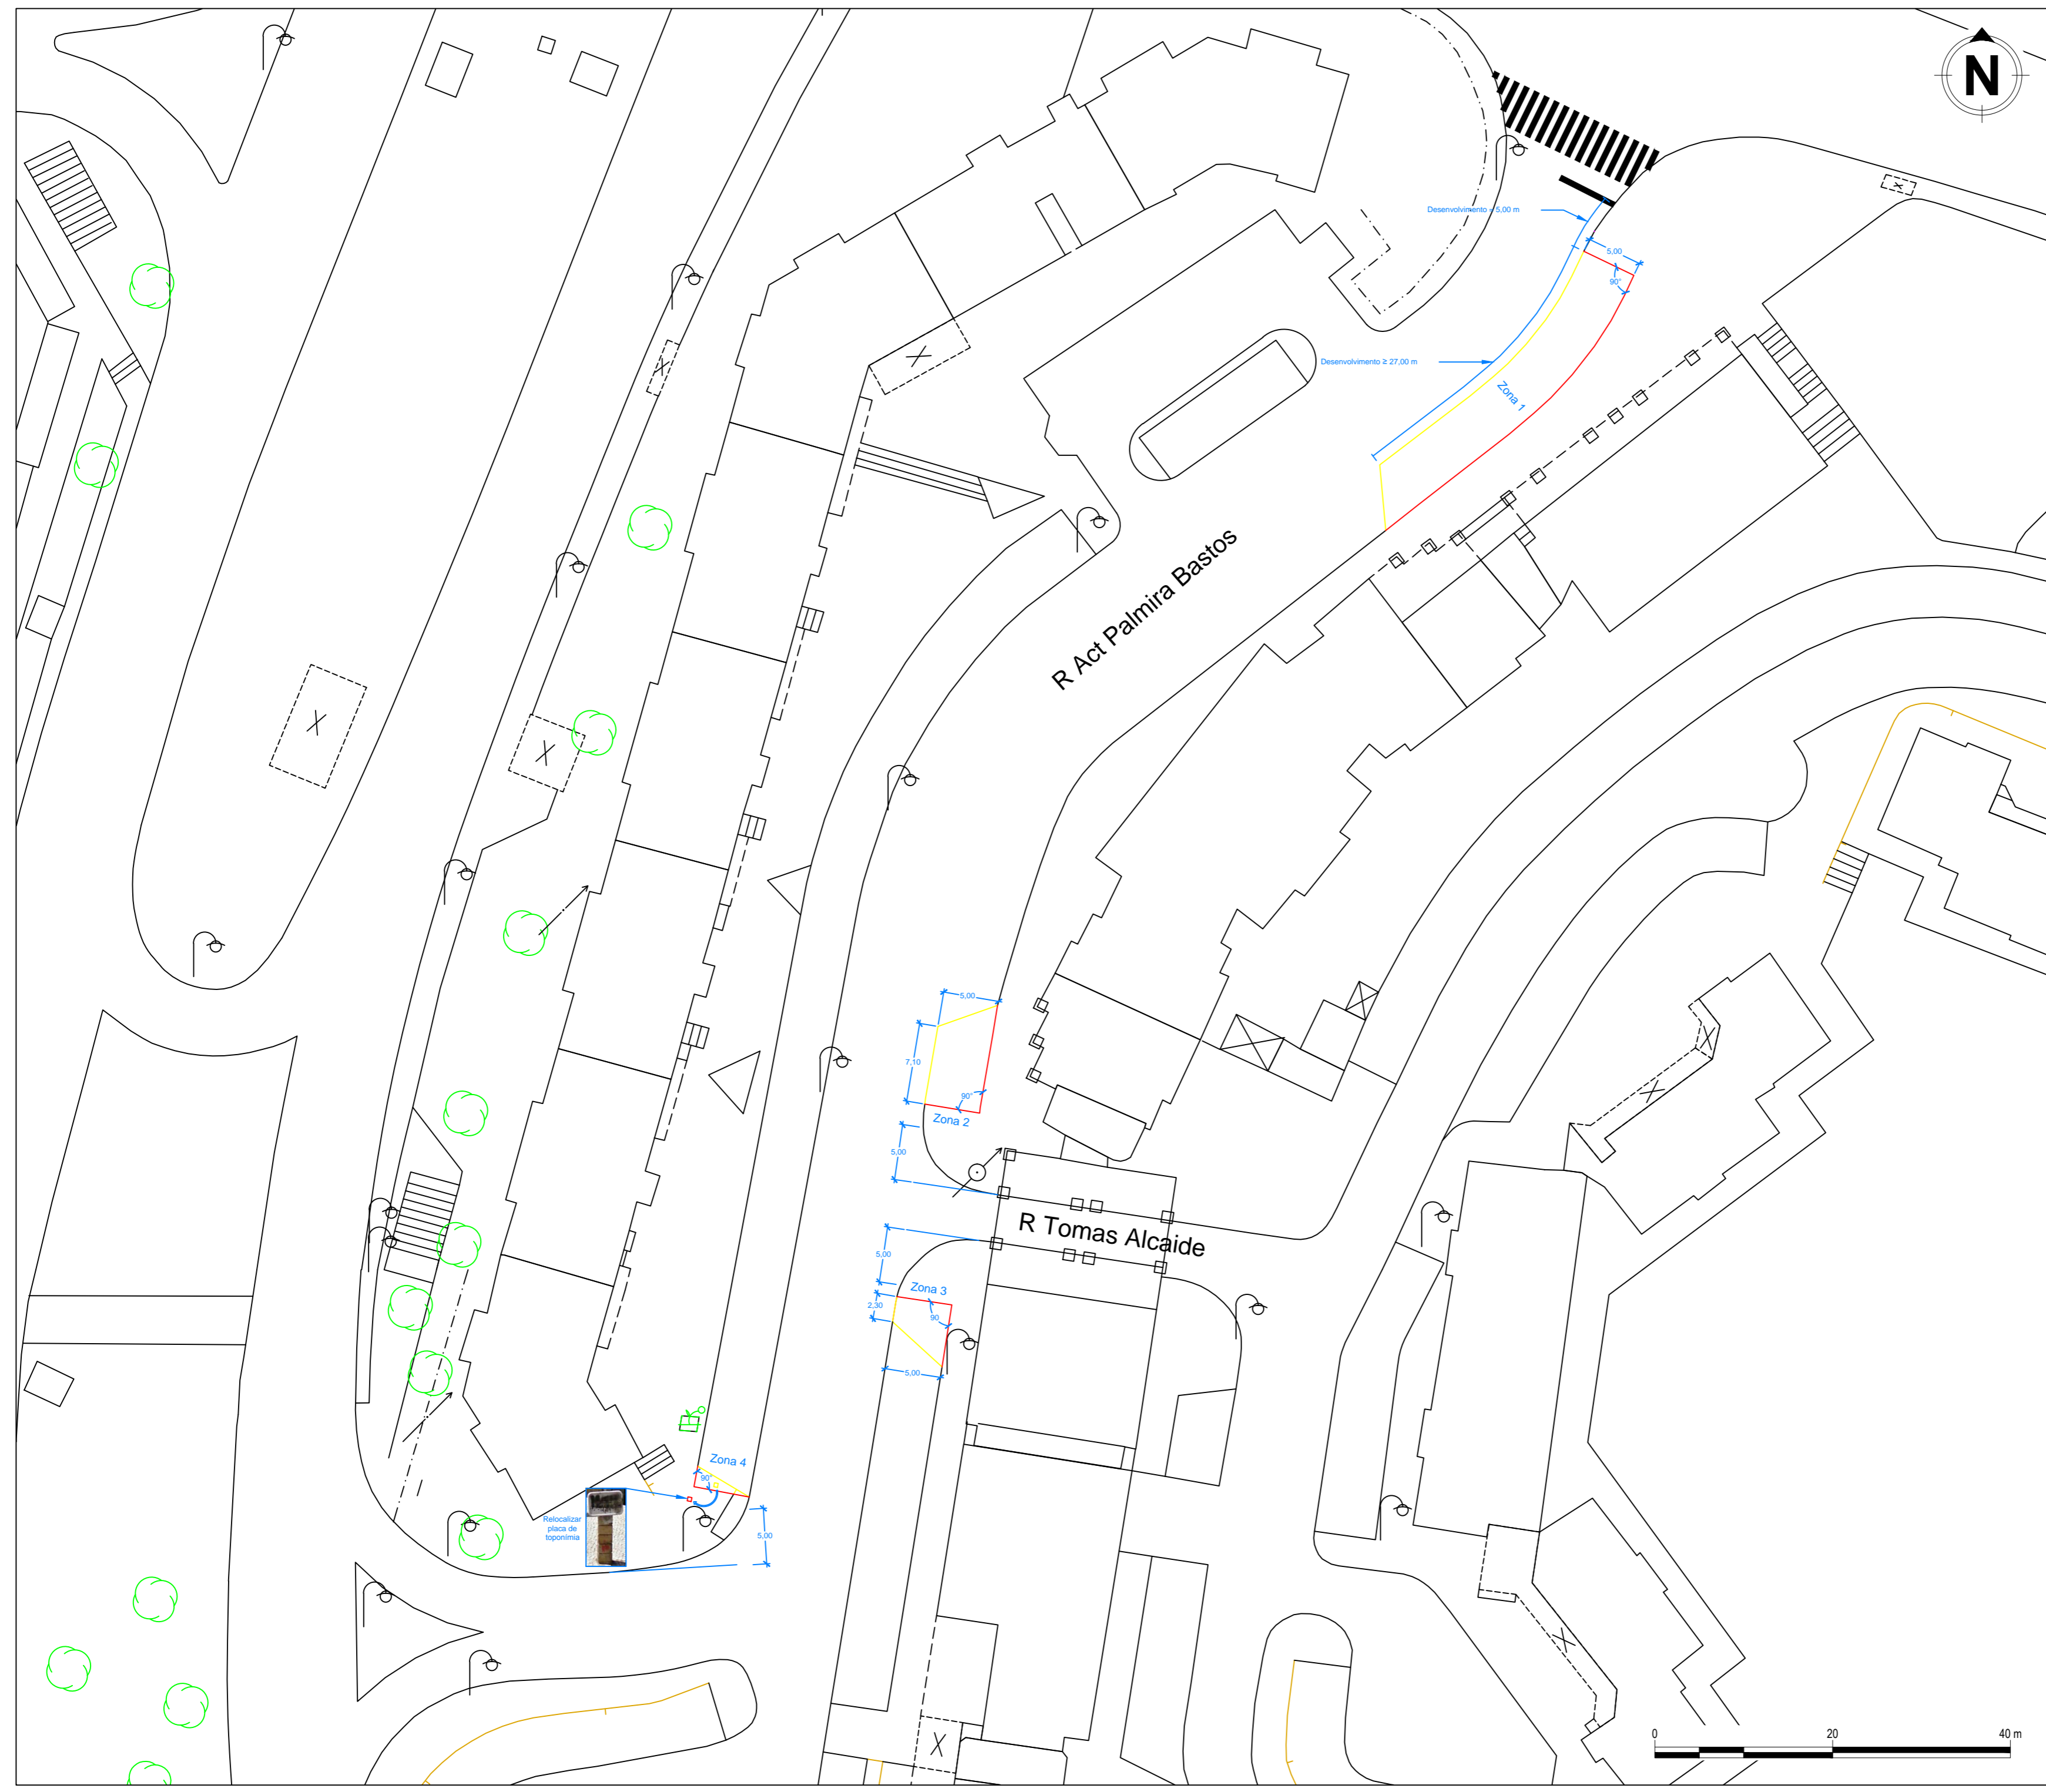 N
Desenvolvimento = 5,00 m
5,00
90°
Desenvolvimento ≥ 27,00 m
Zona 1
R Act Palmira Bastos
5,00
7,10
90°
Zona 2
5,00
R Tomas Alcaide
5,00
Zona 3
2,30
90
5,00
Zona 4
90°
Relocalizar
placa de
toponímia
5,00
0 20 40 m